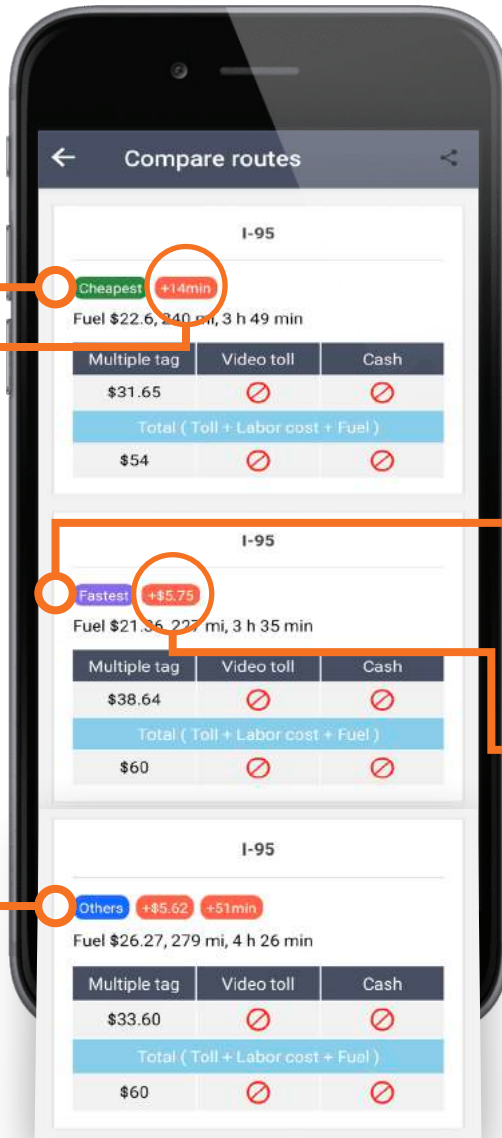 Compare routes
I-95
Cheapest +14min
Fuel $22.6, 240 mi, 3 h 49 min
Multiple tag Video toll Cash
$31.65
Total ( Toll + Labor cost + Fuel )
$54
I-95
Fastest +$5.75
Fuel $21.36, 227 mi, 3 h 35 min
Multiple tag Video toll Cash
$38.64
Total ( Toll + Labor cost + Fuel )
$60
I-95
Others +$5.62 +51min
Fuel $26.27, 279 mi, 4 h 26 min
Multiple tag Video toll Cash
$33.60
Total ( Toll + Labor cost + Fuel )
$60